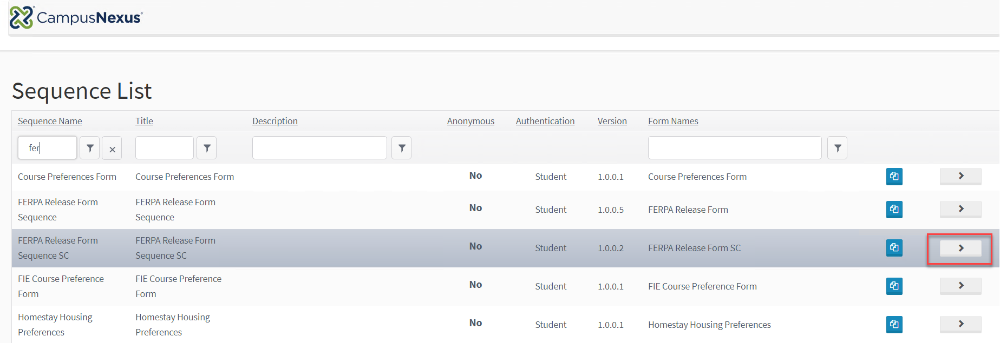 CampusNexus®
Sequence List
Sequence Name Title Description Anonymous Authentication Version Form Names
fer
Course Preferences Form Course Preferences Form No Student 1.0.0.1 Course Preferences Form
FERPA Release Form FERPA Release Form No Student 1.0.0.5 FERPA Release Form
Sequence Sequence
FERPA Release Form FERPA Release Form No Student 1.0.0.2 FERPA Release Form SC
Sequence SC Sequence SC
FIE Course Preference FIE Course Preference No Student 1.0.0.1 FIE Course Preference Form
Form Form
Homestay Housing Homestay Housing No Student 1.0.0.1 Homestay Housing Preferences
Preferences Preferences